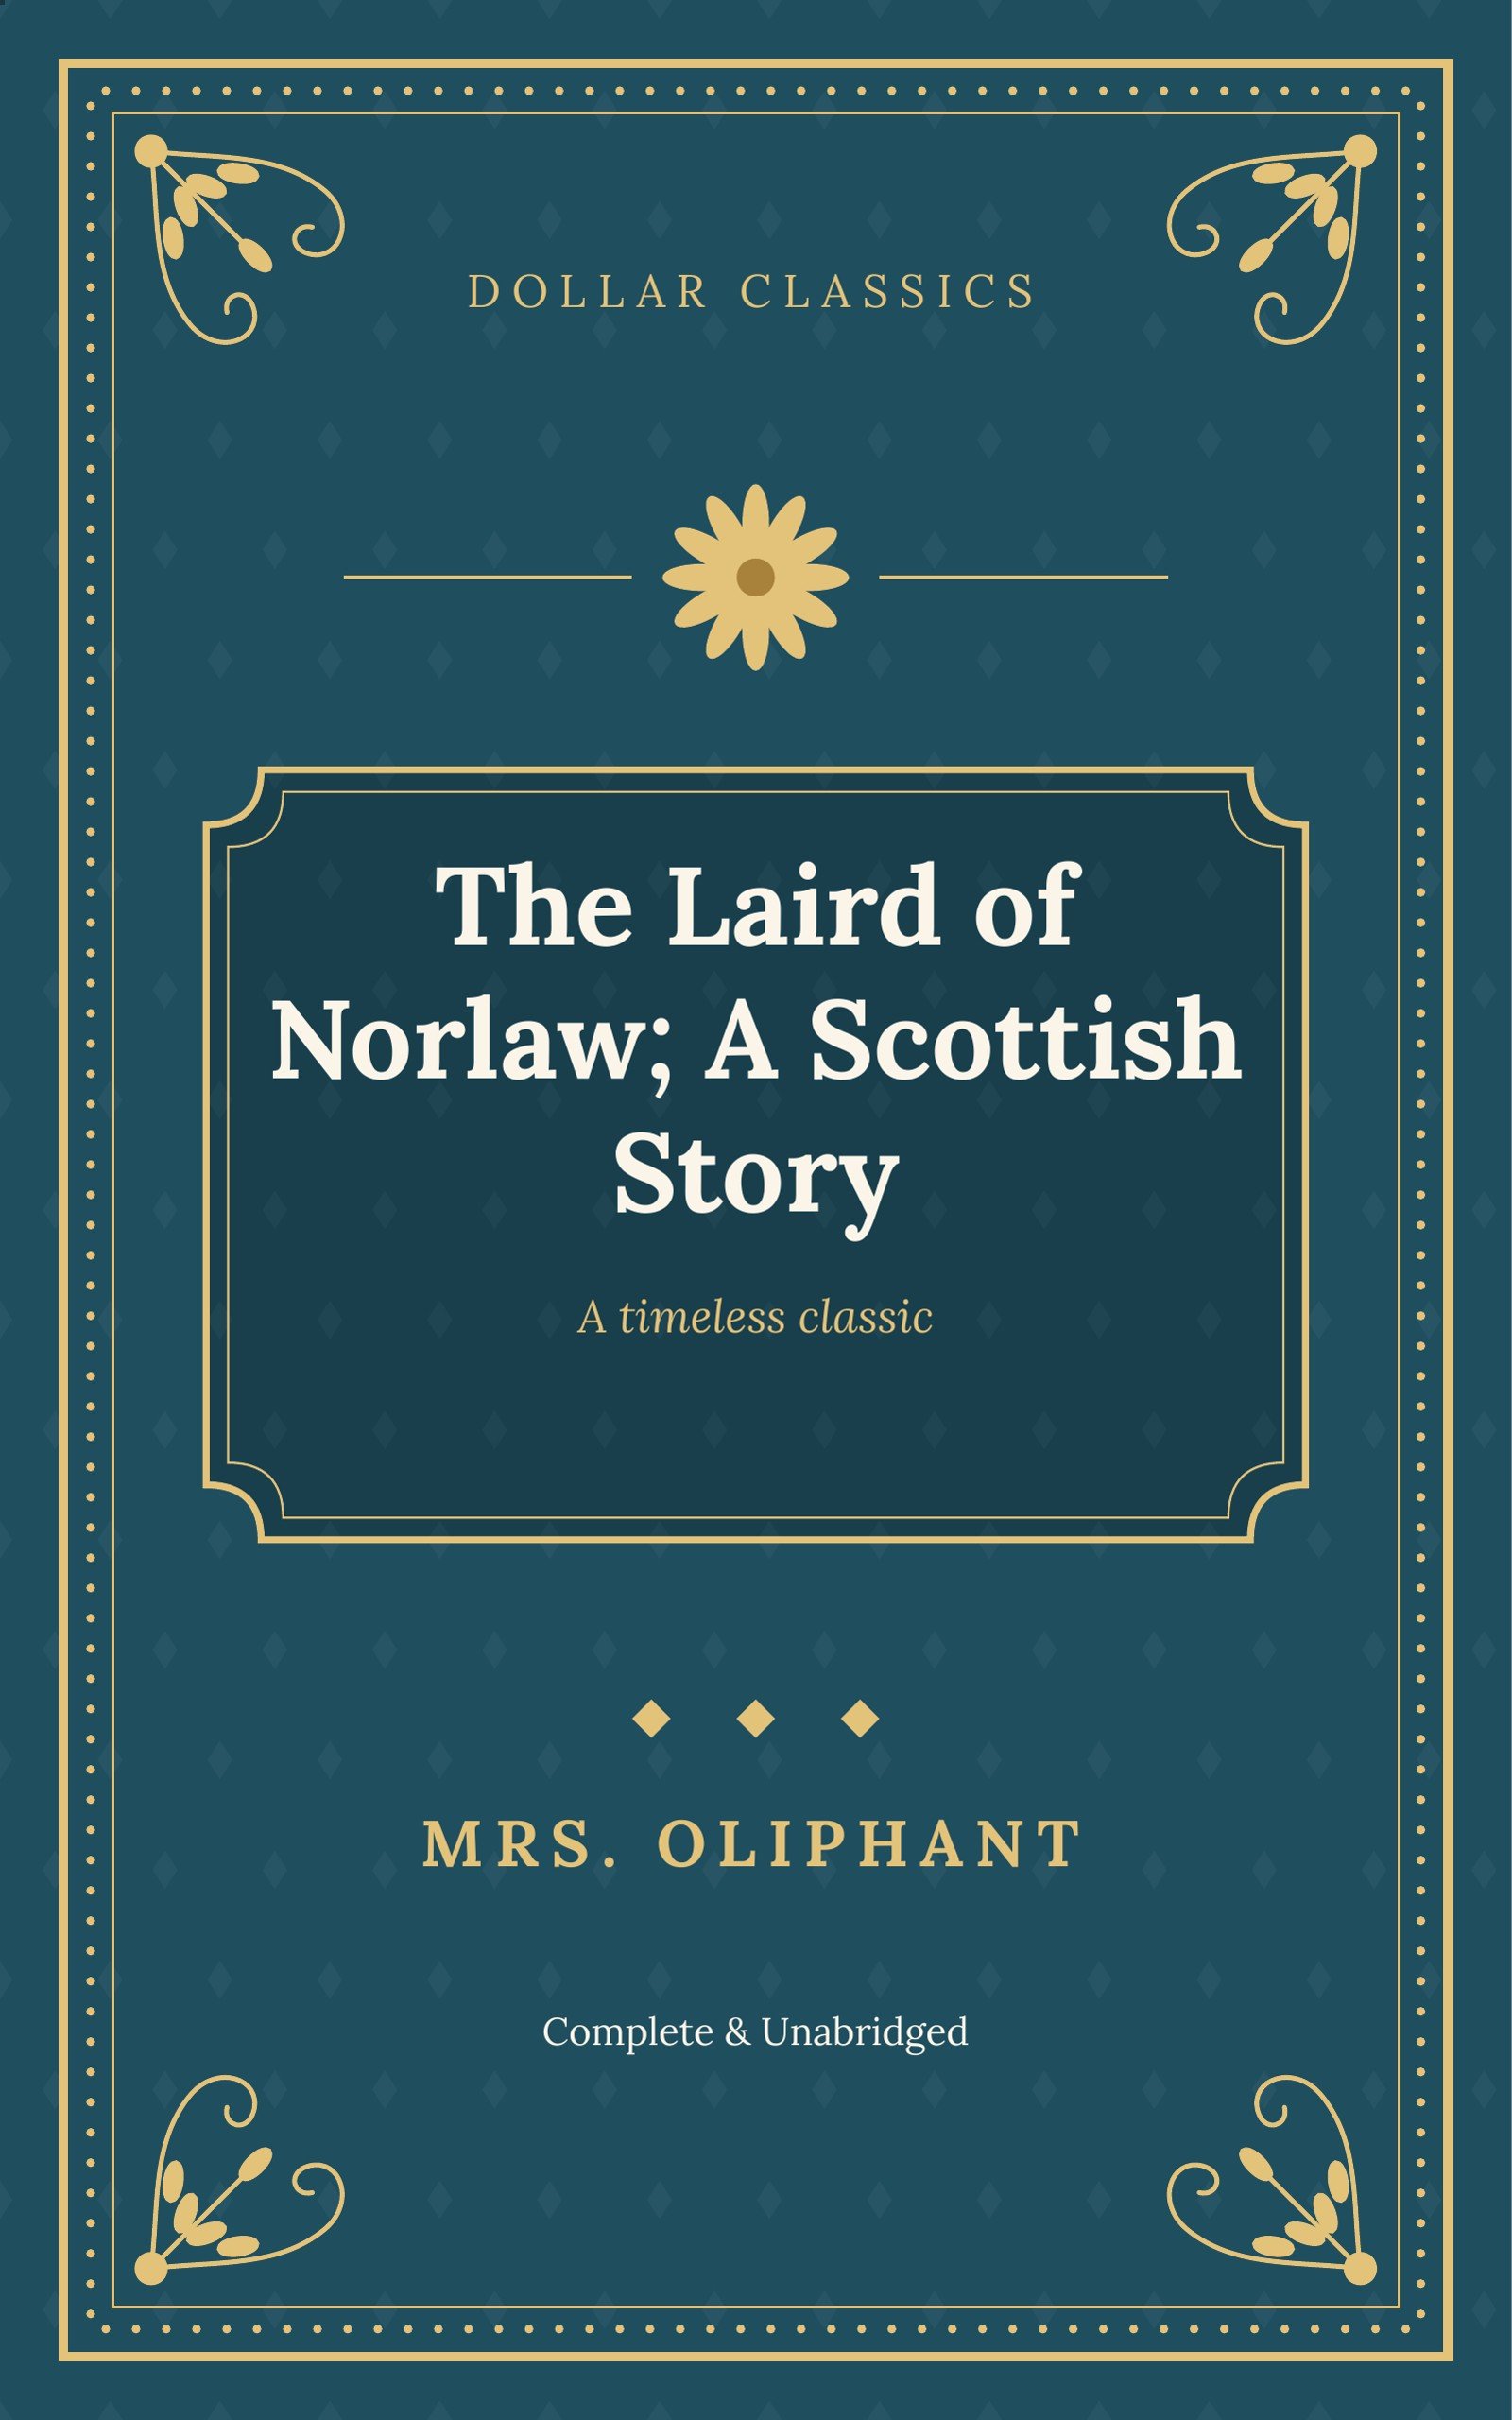 DOLLAR CLASSICS
The Laird of
Norlaw; A Scottish
Story
A timeless classic
MRS. OLIPHANT
Complete & Unabridged